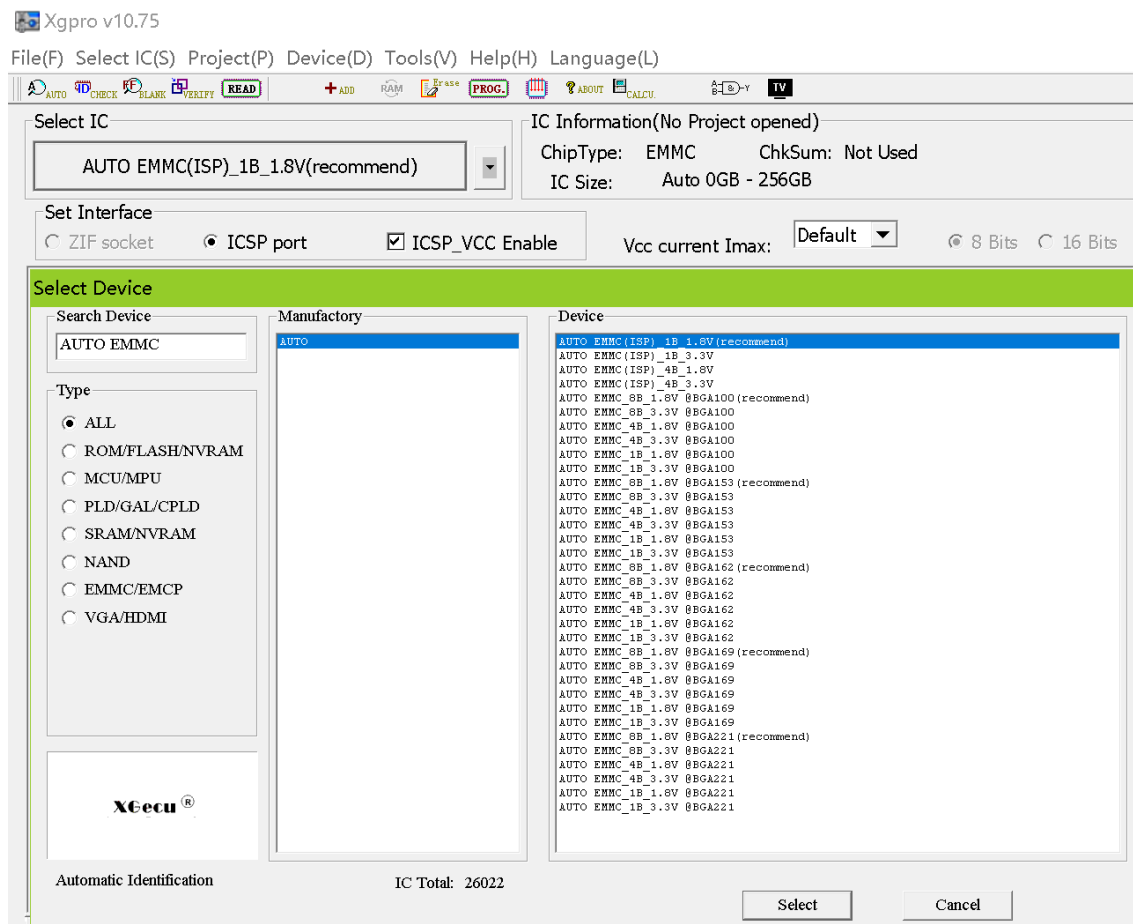 Xgpro v10.75
File(F) Select IC(S) Project(P) Device(D) Tools(V) Help(H) Language(L)
AUTO CHECK BLANK VERIFY READ ADD RAM Erase PROG. ABOUT CALCU. TV
Select IC
AUTO EMMC(ISP)_1B_1.8V(recommend)
IC Information(No Project opened)
ChipType: EMMC ChkSum: Not Used
IC Size: Auto 0GB - 256GB
Set Interface
ZIF socket ICSP port ICSP_VCC Enable Vcc current Imax: Default 8 Bits 16 Bits
Select Device
Search Device
AUTO EMMC
Type
ALL
ROM/FLASH/NVRAM
MCU/MPU
PLD/GAL/CPLD
SRAM/NVRAM
NAND
EMMC/EMCP
VGA/HDMI
XGecu ®
Automatic Identification
Manufactory
AUTO
IC Total: 26022
Device
AUTO EMMC(ISP)_1B_1.8V(recommend)
AUTO EMMC(ISP)_1B_3.3V
AUTO EMMC(ISP)_4B_1.8V
AUTO EMMC(ISP)_4B_3.3V
AUTO EMMC_8B_1.8V @BGA100(recommend)
AUTO EMMC_8B_3.3V @BGA100
AUTO EMMC_4B_1.8V @BGA100
AUTO EMMC_4B_3.3V @BGA100
AUTO EMMC_1B_1.8V @BGA100
AUTO EMMC_1B_3.3V @BGA100
AUTO EMMC_8B_1.8V @BGA153(recommend)
AUTO EMMC_8B_3.3V @BGA153
AUTO EMMC_4B_1.8V @BGA153
AUTO EMMC_4B_3.3V @BGA153
AUTO EMMC_1B_1.8V @BGA153
AUTO EMMC_1B_3.3V @BGA153
AUTO EMMC_8B_1.8V @BGA162(recommend)
AUTO EMMC_8B_3.3V @BGA162
AUTO EMMC_4B_1.8V @BGA162
AUTO EMMC_4B_3.3V @BGA162
AUTO EMMC_1B_1.8V @BGA162
AUTO EMMC_1B_3.3V @BGA162
AUTO EMMC_8B_1.8V @BGA169(recommend)
AUTO EMMC_8B_3.3V @BGA169
AUTO EMMC_4B_1.8V @BGA169
AUTO EMMC_4B_3.3V @BGA169
AUTO EMMC_1B_1.8V @BGA169
AUTO EMMC_1B_3.3V @BGA169
AUTO EMMC_8B_1.8V @BGA221(recommend)
AUTO EMMC_8B_3.3V @BGA221
AUTO EMMC_4B_1.8V @BGA221
AUTO EMMC_4B_3.3V @BGA221
AUTO EMMC_1B_1.8V @BGA221
AUTO EMMC_1B_3.3V @BGA221
Select Cancel